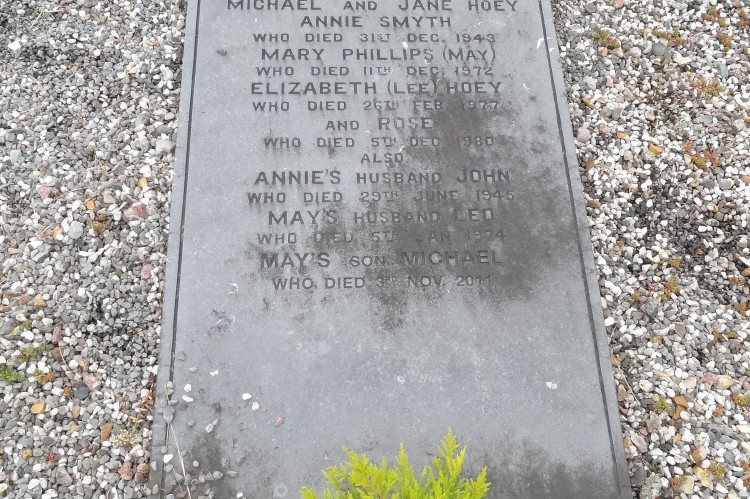 MICHAEL AND JANE HOEY
ANNIE SMYTH
WHO DIED 31ST DEC. 1943
MARY PHILLIPS (MAY)
WHO DIED 11TH DEC. 1972
ELIZABETH (LEE) HOEY
WHO DIED 26TH FEB. 1977
AND ROSE
WHO DIED 5TH DEC. 1980
ALSO
ANNIE'S HUSBAND JOHN
WHO DIED 29TH JUNE 1945
MAY'S HUSBAND LEO
WHO DIED 5TH JAN 1974
MAY'S SON MICHAEL
WHO DIED 3RD NOV. 2011